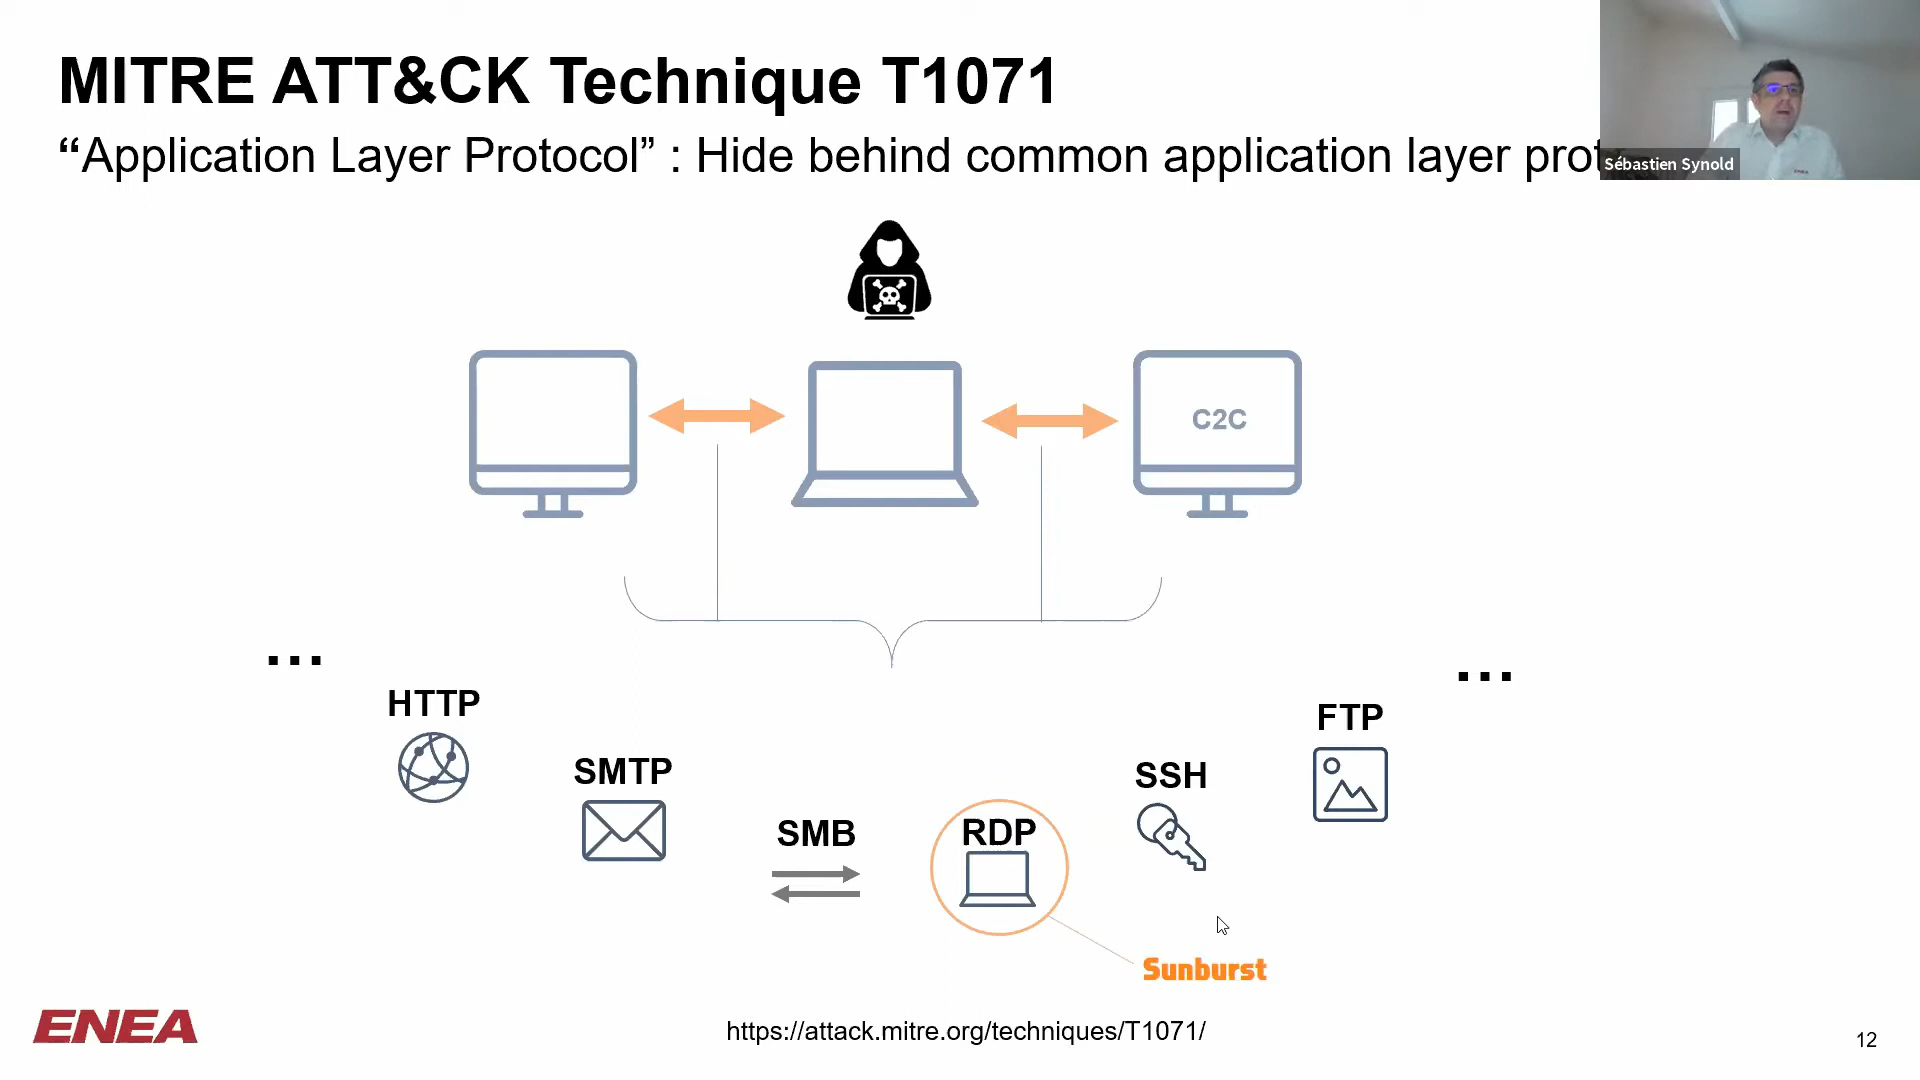 MITRE ATT&CK Technique T1071
“Application Layer Protocol” : Hide behind common application layer prot
Sébastien Synold
ENEA
C2C
...
...
HTTP
FTP
SMTP
SSH
SMB
RDP
Sunburst
ENEA
https://attack.mitre.org/techniques/T1071/
12